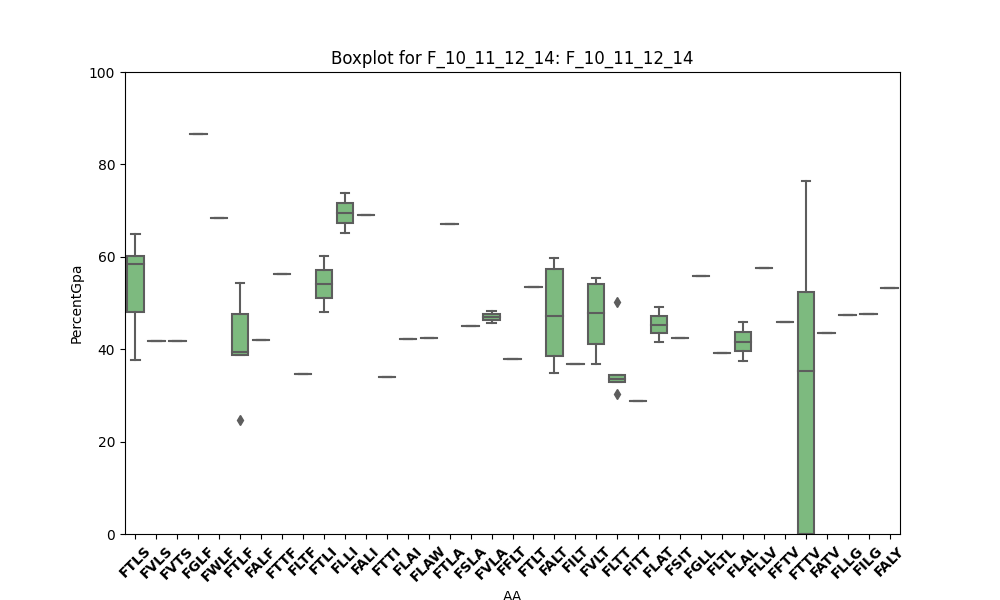 Boxplot for F_10_11_12_14: F_10_11_12_14
100
80
60
40
20
0
PercentGpa
FTLS FVLS FVTS FGLF FWLF FTLF FALF FTTF FLTF FTLI FLLI FALI FTTI FLAI FLAW FTLA FSLA FVLA FFLT FTLT FALT FILT FVLT FLTT FITT FLAT FSIT FGLL FLTL FLAL FLLV FFTV FTTV FATV FLLG FILG FALY
AA